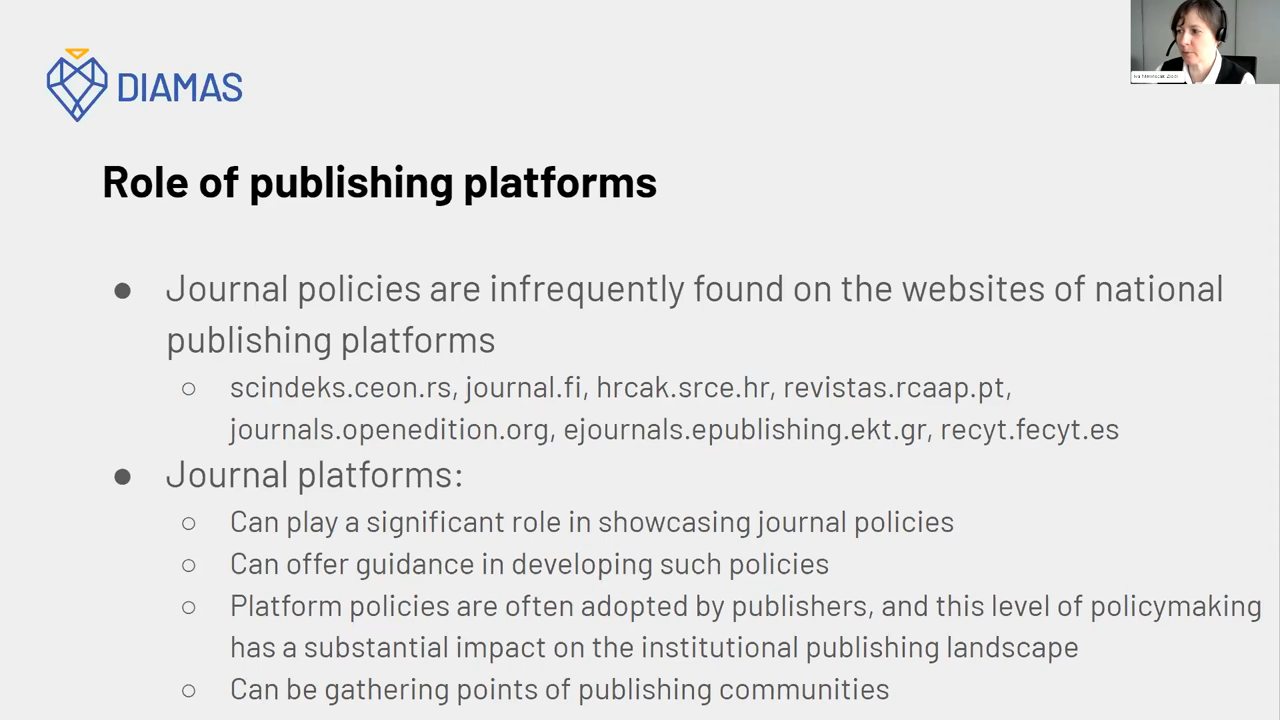 DIAMAS
Role of publishing platforms
● Journal policies are infrequently found on the websites of national
publishing platforms
○ scindeks.ceon.rs, journal.fi, hrcak.srce.hr, revistas.rcaap.pt,
journals.openedition.org, ejournals.epublishing.ekt.gr, recyt.fecyt.es
● Journal platforms:
○ Can play a significant role in showcasing journal policies
○ Can offer guidance in developing such policies
○ Platform policies are often adopted by publishers, and this level of policymaking
has a substantial impact on the institutional publishing landscape
○ Can be gathering points of publishing communities